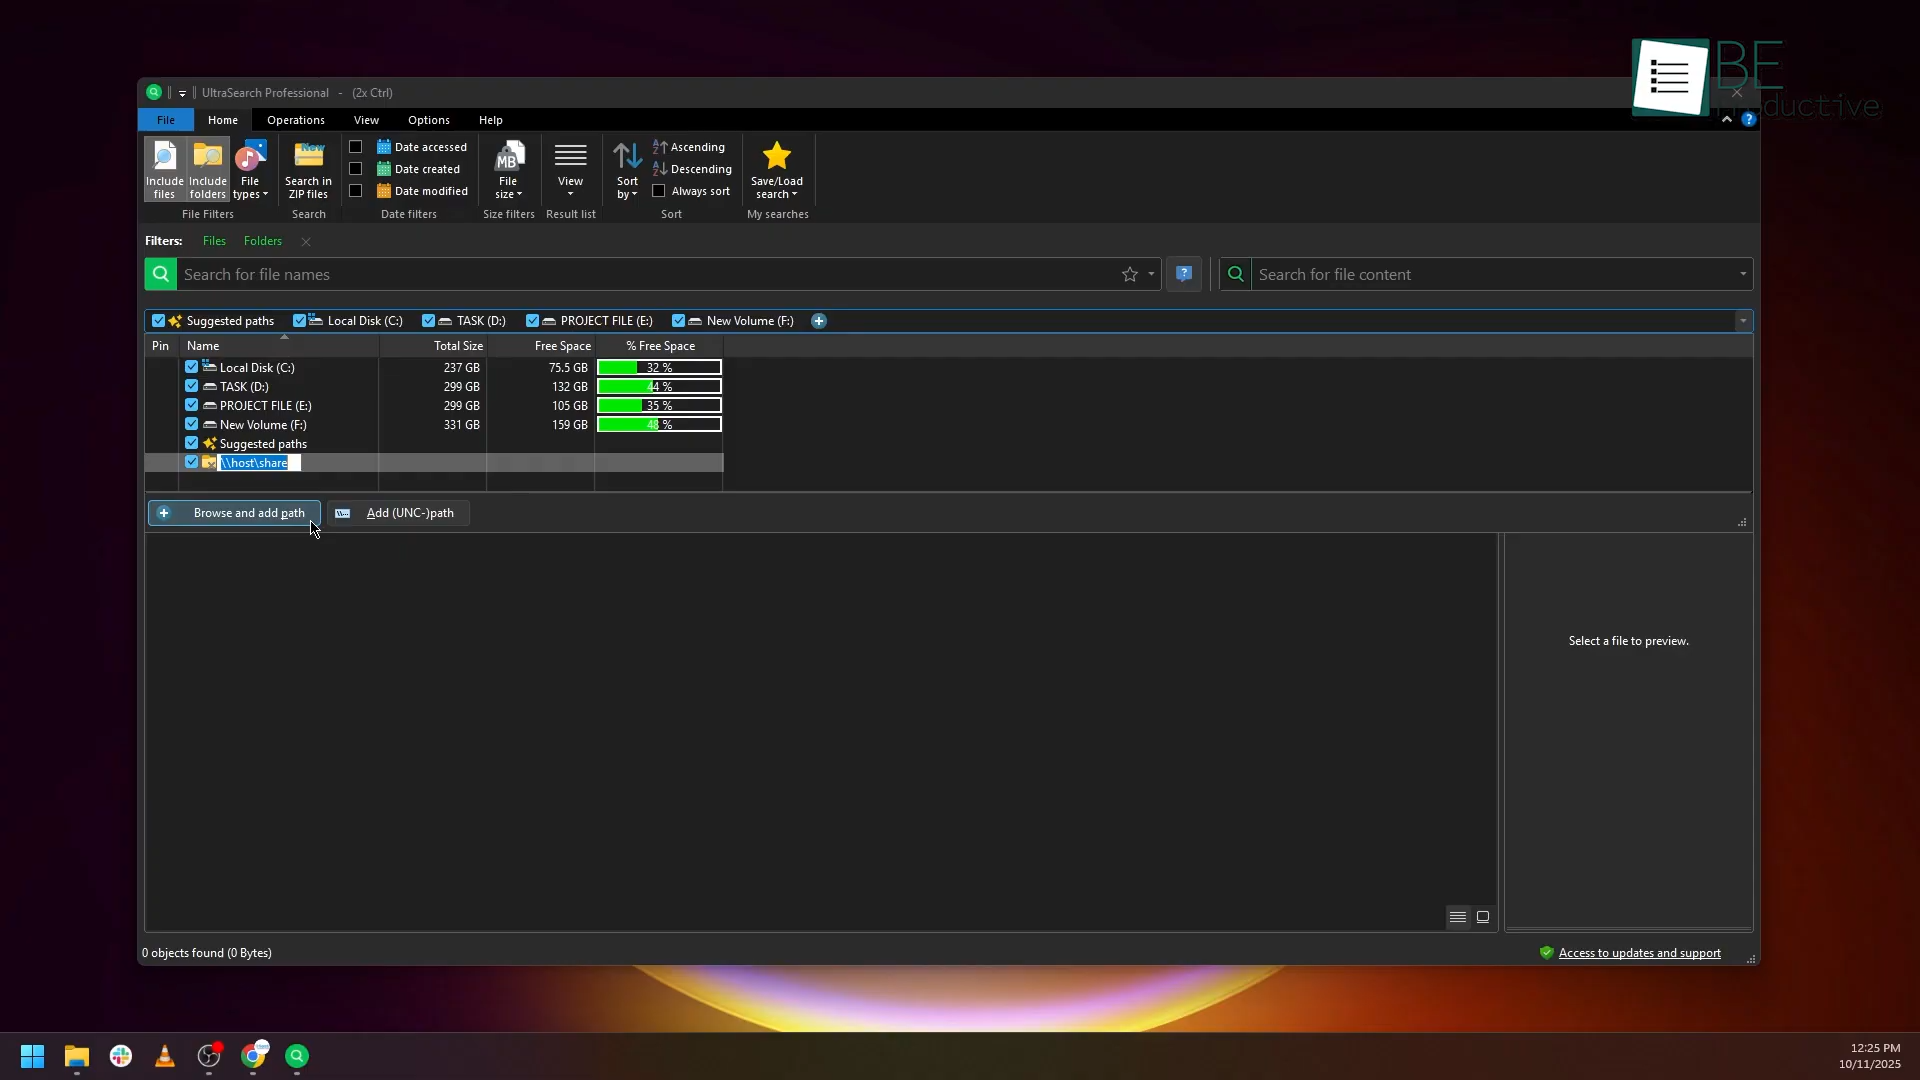 BE
Productive
UltraSearch Professional - (2x Ctrl)
File Home Operations View Options Help
Include files
Include folders
File types
File Filters
New
Search in ZIP files
Search
Date accessed
Date created
Date modified
Date filters
MB
File size
Size filters
View
Result list
Sort by
Ascending
Descending
Always sort
Sort
Save/Load search
My searches
Filters: Files Folders
Search for file names
Search for file content
Suggested paths Local Disk (C:) TASK (D:) PROJECT FILE (E:) New Volume (F:)
Pin Name Total Size Free Space % Free Space
Local Disk (C:) 237 GB 75.5 GB 32 %
TASK (D:) 299 GB 132 GB 44 %
PROJECT FILE (E:) 299 GB 105 GB 35 %
New Volume (F:) 331 GB 159 GB 48 %
Suggested paths
\\host\share
Browse and add path Add (UNC-)path
Select a file to preview.
0 objects found (0 Bytes)
Access to updates and support
12:25 PM
10/11/2025